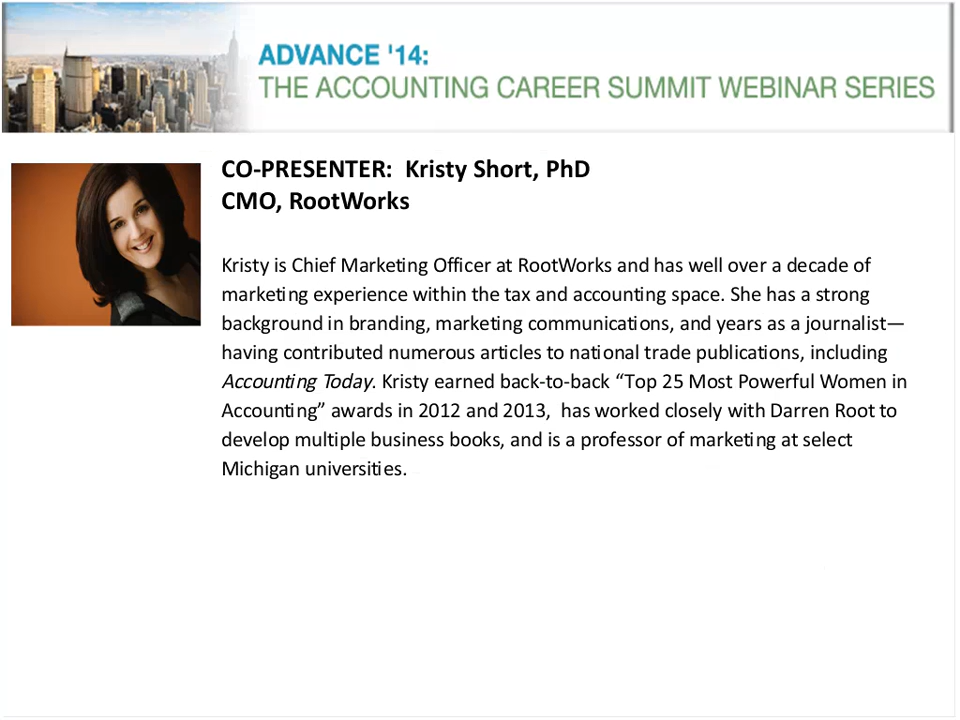 ADVANCE '14:
THE ACCOUNTING CAREER SUMMIT WEBINAR SERIES
CO-PRESENTER:  Kristy Short, PhD
CMO, RootWorks
Kristy is Chief Marketing Officer at RootWorks and has well over a decade of
marketing experience within the tax and accounting space. She has a strong
background in branding, marketing communications, and years as a journalist—
having contributed numerous articles to national trade publications, including
Accounting Today. Kristy earned back-to-back “Top 25 Most Powerful Women in
Accounting” awards in 2012 and 2013,  has worked closely with Darren Root to
develop multiple business books, and is a professor of marketing at select
Michigan universities.